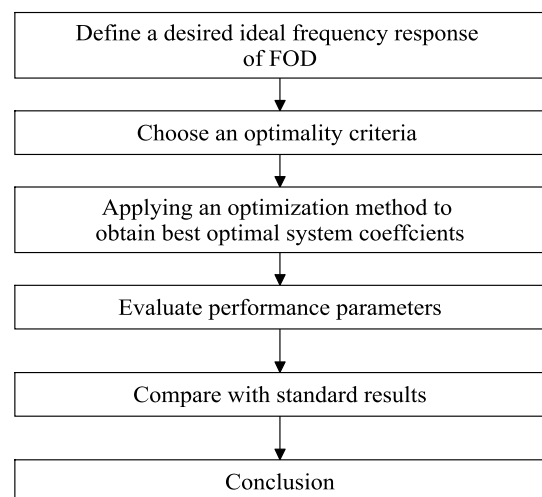 Define a desired ideal frequency response
of FOD
Choose an optimality criteria
Applying an optimization method to
obtain best optimal system coeffcients
Evaluate performance parameters
Compare with standard results
Conclusion